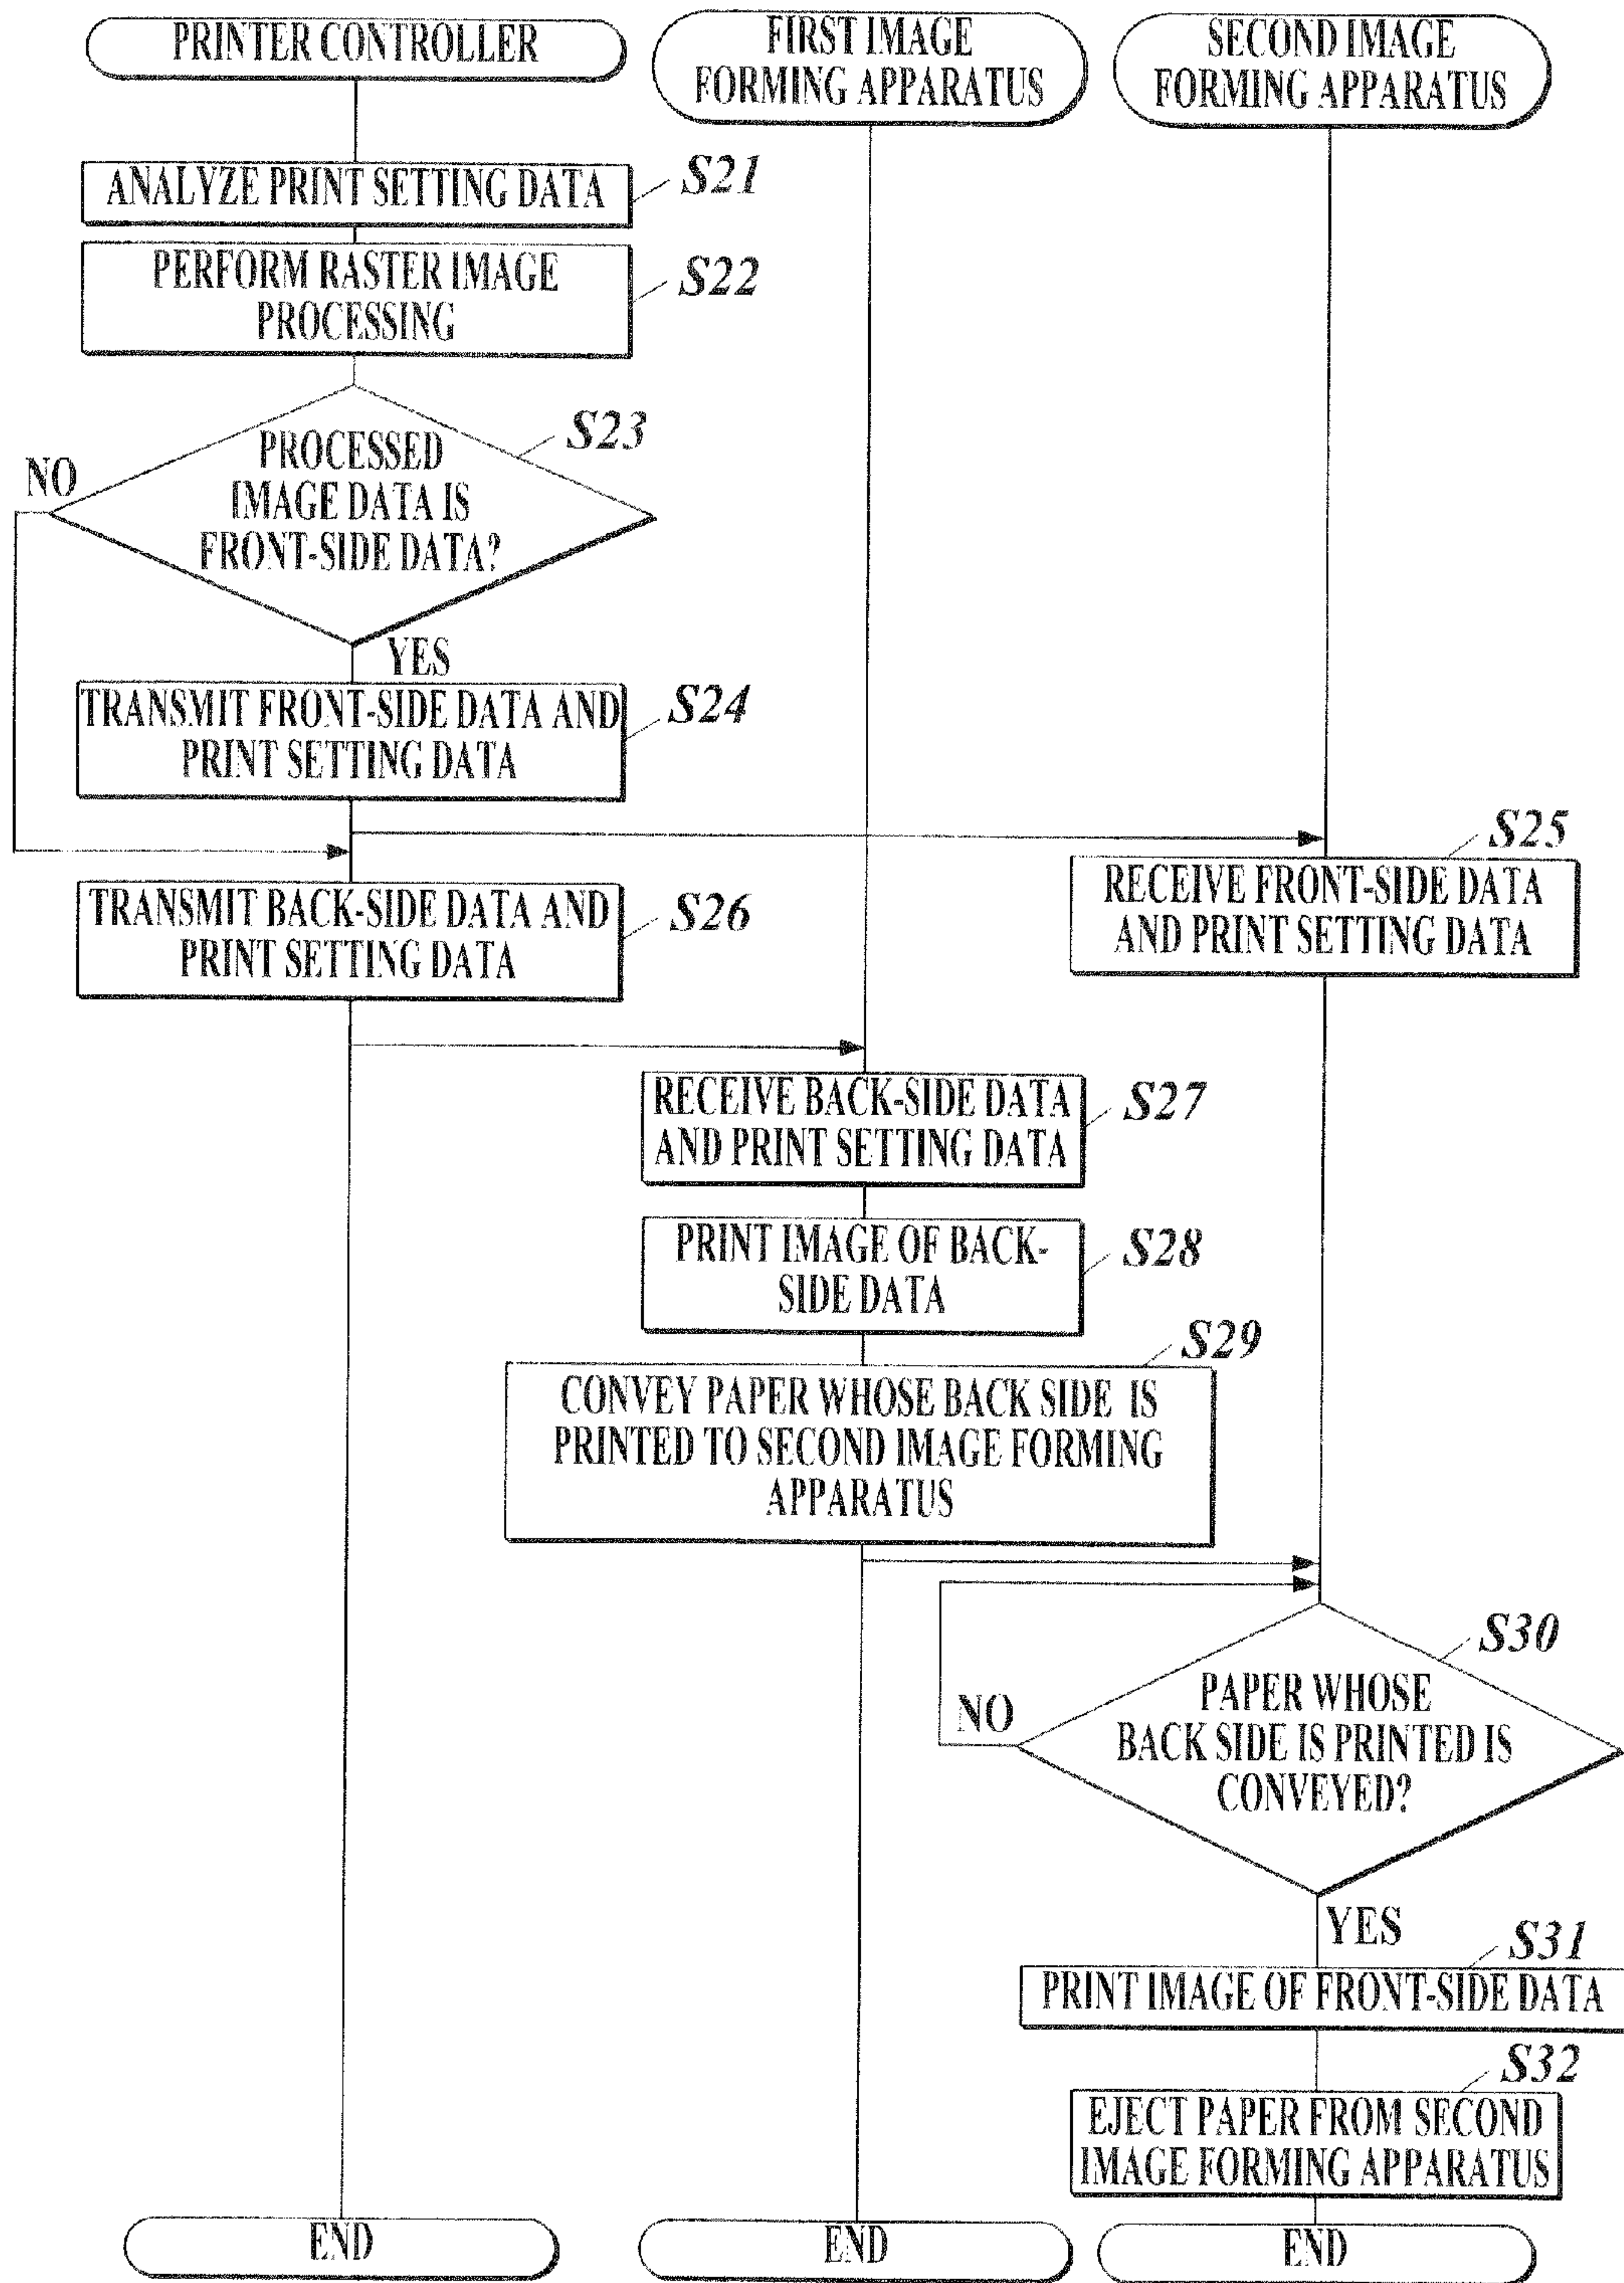 PRINTER CONTROLLER
FIRST IMAGE
FORMING APPARATUS
SECOND IMAGE
FORMING APPARATUS
ANALYZE PRINT SETTING DATA
S21
PERFORM RASTER IMAGE
PROCESSING
S22
PROCESSED
IMAGE DATA IS
FRONT-SIDE DATA?
S23
NO
YES
TRANSMIT FRONT-SIDE DATA AND
PRINT SETTING DATA
S24
S25
RECEIVE FRONT-SIDE DATA
AND PRINT SETTING DATA
TRANSMIT BACK-SIDE DATA AND
PRINT SETTING DATA
S26
RECEIVE BACK-SIDE DATA
AND PRINT SETTING DATA
S27
PRINT IMAGE OF BACK-
SIDE DATA
S28
S29
CONVEY PAPER WHOSE BACK SIDE IS
PRINTED TO SECOND IMAGE FORMING
APPARATUS
S30
PAPER WHOSE
BACK SIDE IS PRINTED IS
CONVEYED?
NO
YES
S31
PRINT IMAGE OF FRONT-SIDE DATA
S32
EJECT PAPER FROM SECOND
IMAGE FORMING APPARATUS
END
END
END